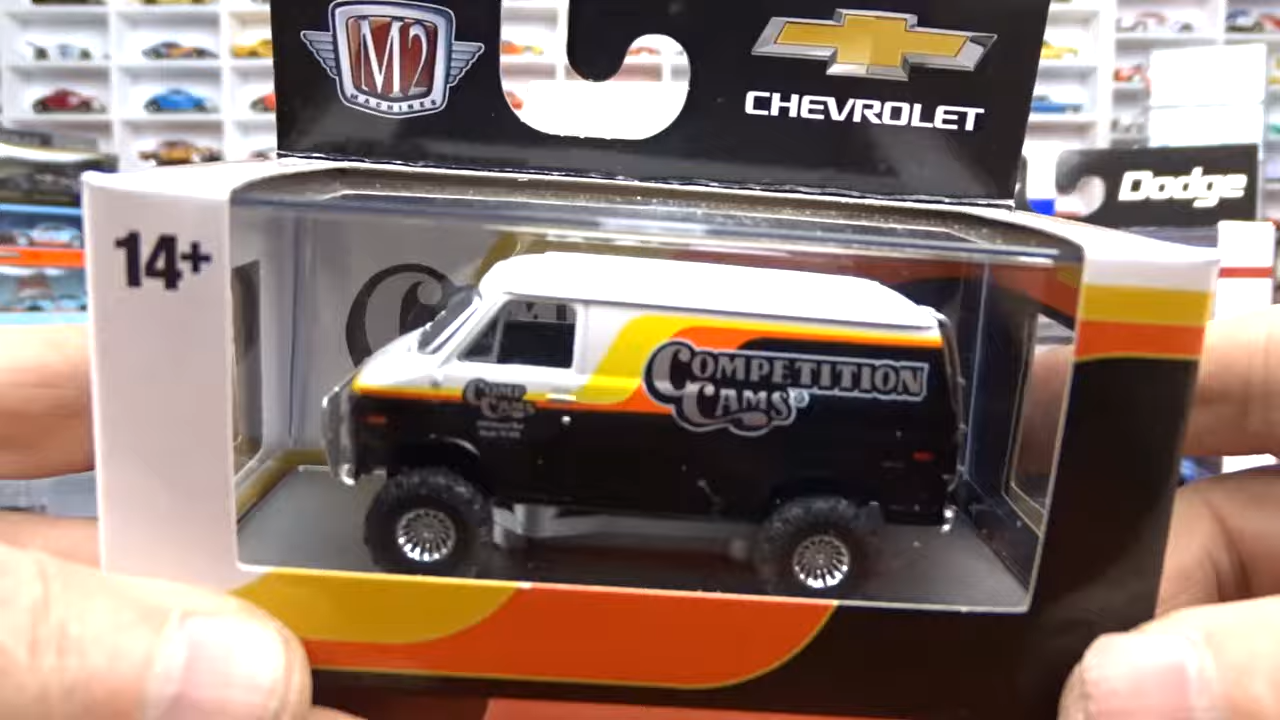 M2
MACHINES
CHEVROLET
Dodge
14+
COMPETITION
CAMS®
COMP
CAMS